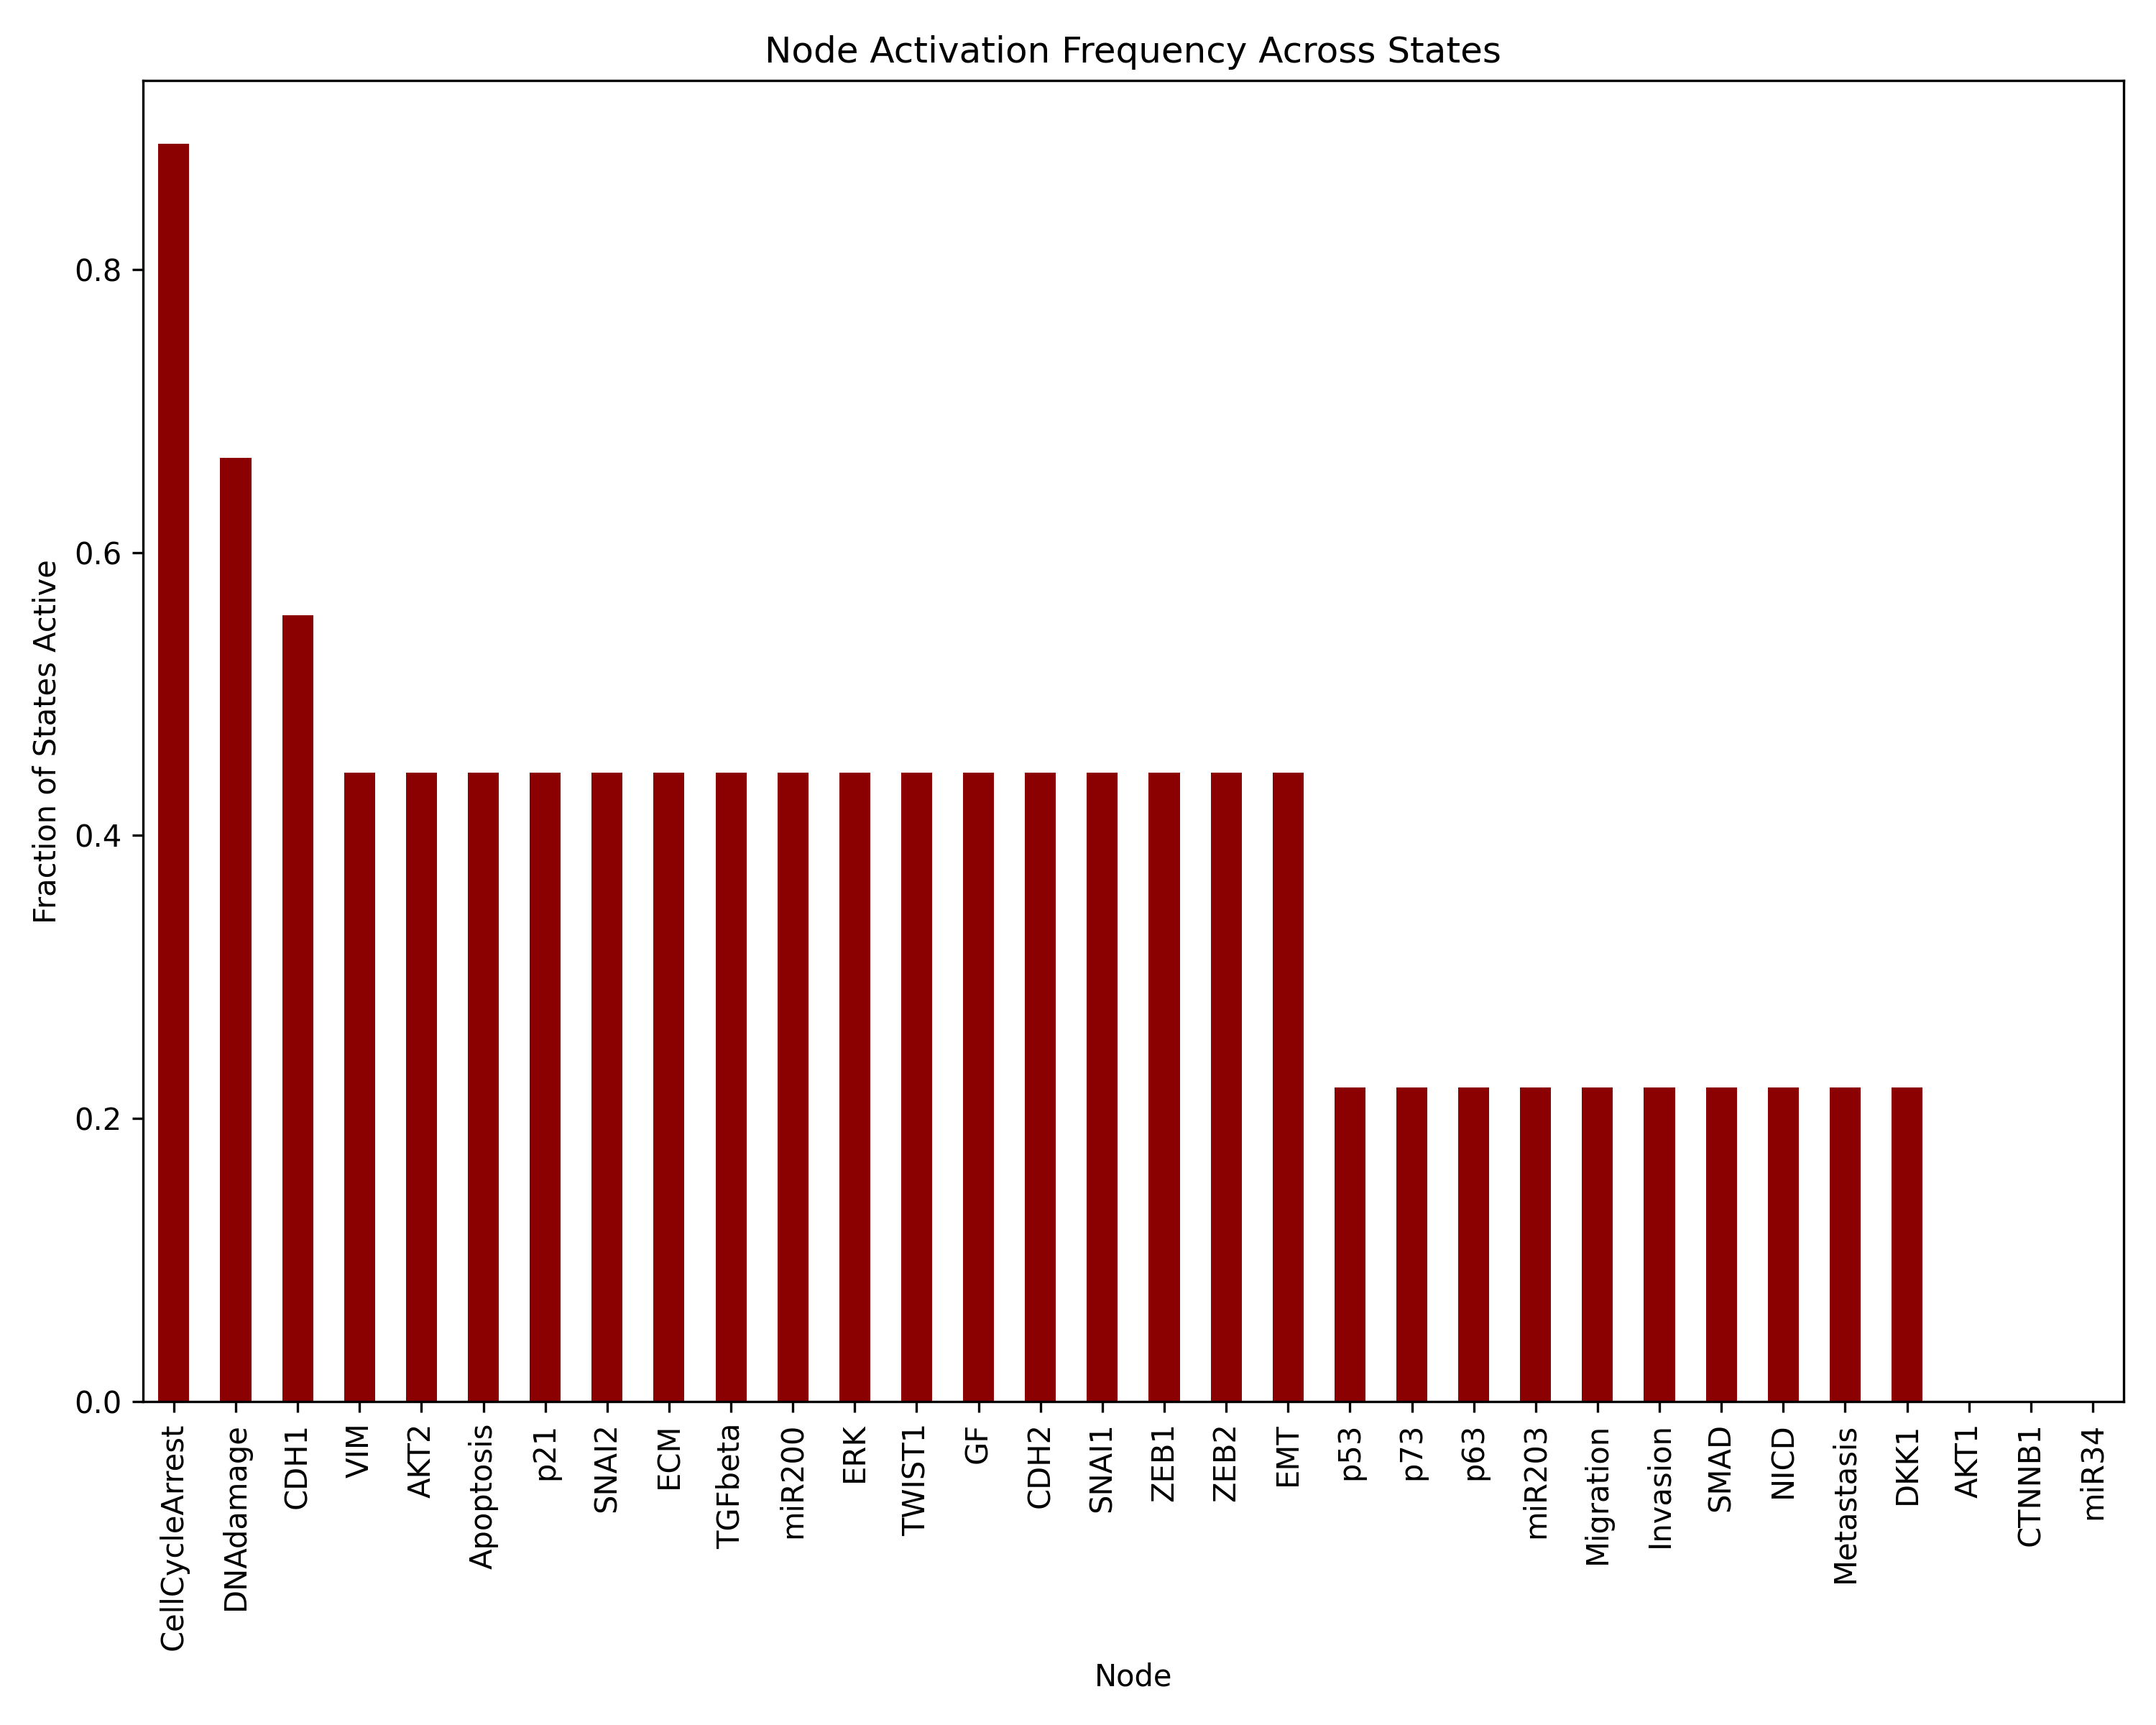 Node Activation Frequency Across States
Fraction of States Active
0.8
0.6
0.4
0.2
0.0
CellCycleArrest
DNAdamage
CDH1
VIM
AKT2
Apoptosis
p21
SNAI2
ECM
TGFbeta
miR200
ERK
TWIST1
GF
CDH2
SNAI1
ZEB1
ZEB2
EMT
p53
p73
p63
miR203
Migration
Invasion
SMAD
NICD
Metastasis
DKK1
AKT1
CTNNB1
miR34
Node